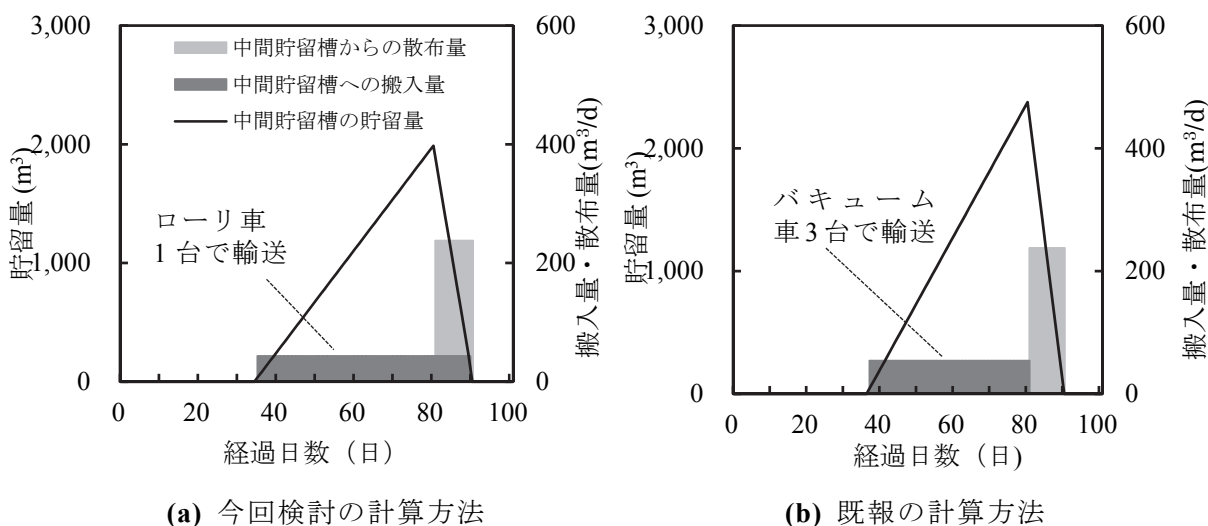 3,000
2,000
1,000
0
貯留量 (m³)
600
400
200
0
搬入量・散布量(m³/d)
中間貯留槽からの散布量
中間貯留槽への搬入量
中間貯留槽の貯留量
ローリ車
1台で輸送
0 20 40 60 80 100
経過日数（日）
(a) 今回検討の計算方法
3,000
2,000
1,000
0
貯留量 (m³)
600
400
200
0
搬入量・散布量(m³/d)
バキューム
車3台で輸送
0 20 40 60 80 100
経過日数（日）
(b) 既報の計算方法